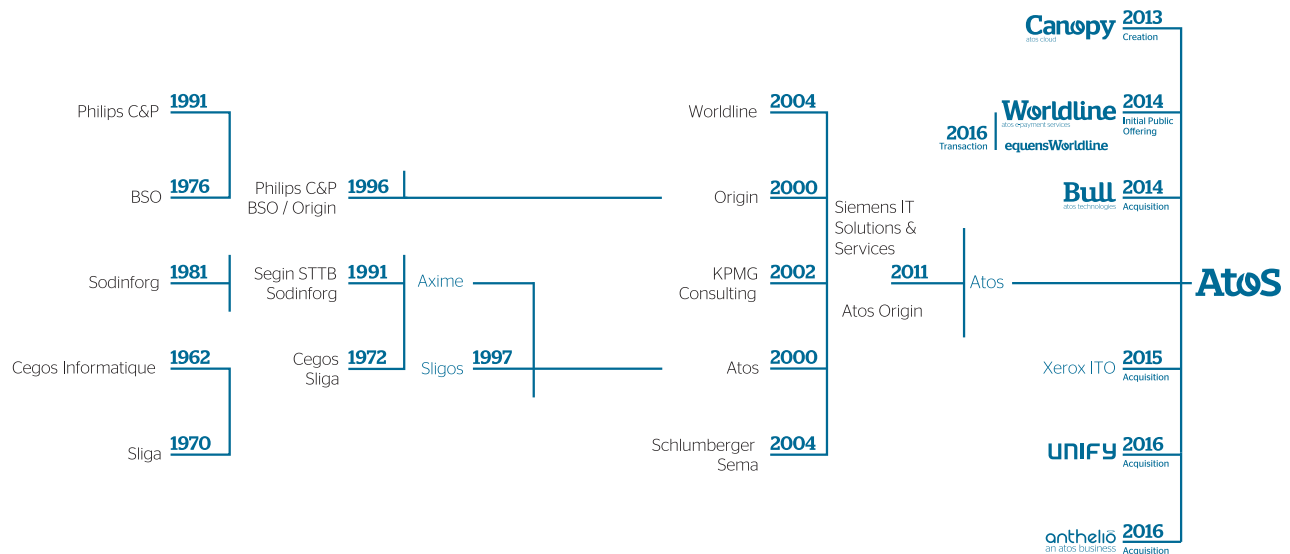 Philips C&P 1991
BSO 1976
Sodinforg 1981
Cegos Informatique 1962
Sliga 1970
Philips C&P 1996
BSO / Origin
Segin STTB 1991
Sodinforg
Cegos 1972
Sliga
Axime
Sligos 1997
Worldline 2004
Origin 2000
KPMG 2002
Consulting
Atos 2000
Schlumberger 2004
Sema
Siemens IT
Solutions &
Services
2011
Atos Origin
Atos
Canopy 2013
atos cloud Creation
Worldline 2014
atos e-payment services Initial Public
Offering
2016
Transaction
equensWorldline
Bull 2014
atos technologies Acquisition
Atos
Xerox ITO 2015
Acquisition
UNIFY 2016
Acquisition
anthelio 2016
an atos business Acquisition